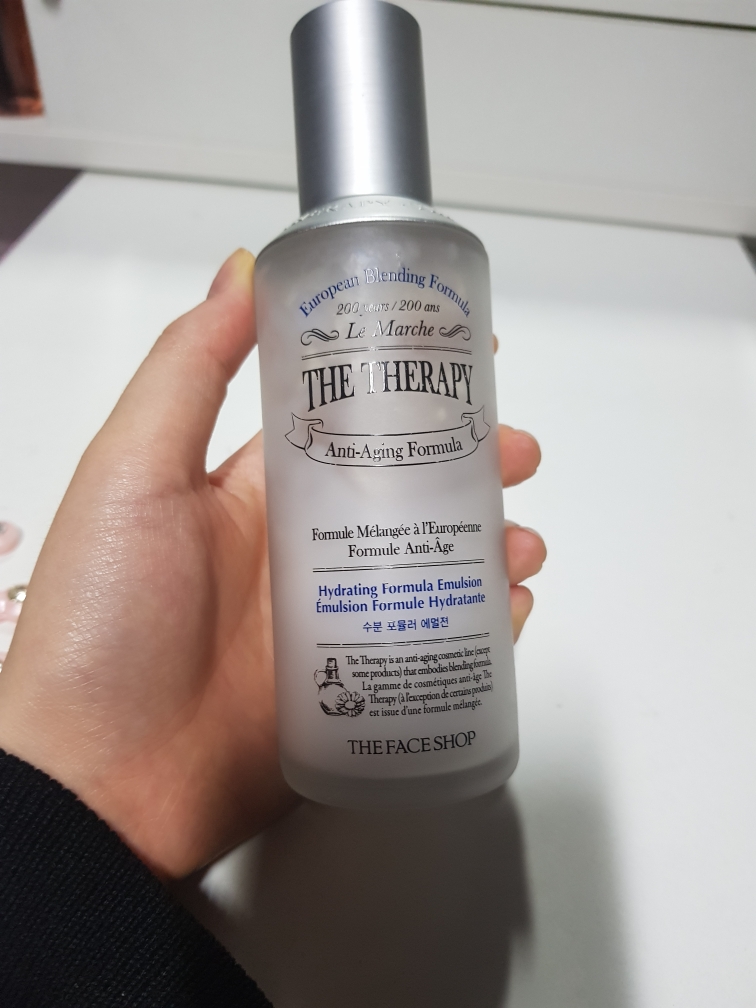 European Blending Formula
200 years / 200 ans
Le Marche
THE THERAPY
Anti-Aging Formula
Formule Mélangée à l'Européenne
Formule Anti-Âge
Hydrating Formula Emulsion
Émulsion Formule Hydratante
수분 포뮬러 에멀전
The Therapy is an anti-aging cosmetic line (except
some products) that embodies blending formula.
La gamme de cosmétiques anti-âge The
Therapy (à l'exception de certains produits)
est issue d'une formule mélangée.
THE FACE SHOP